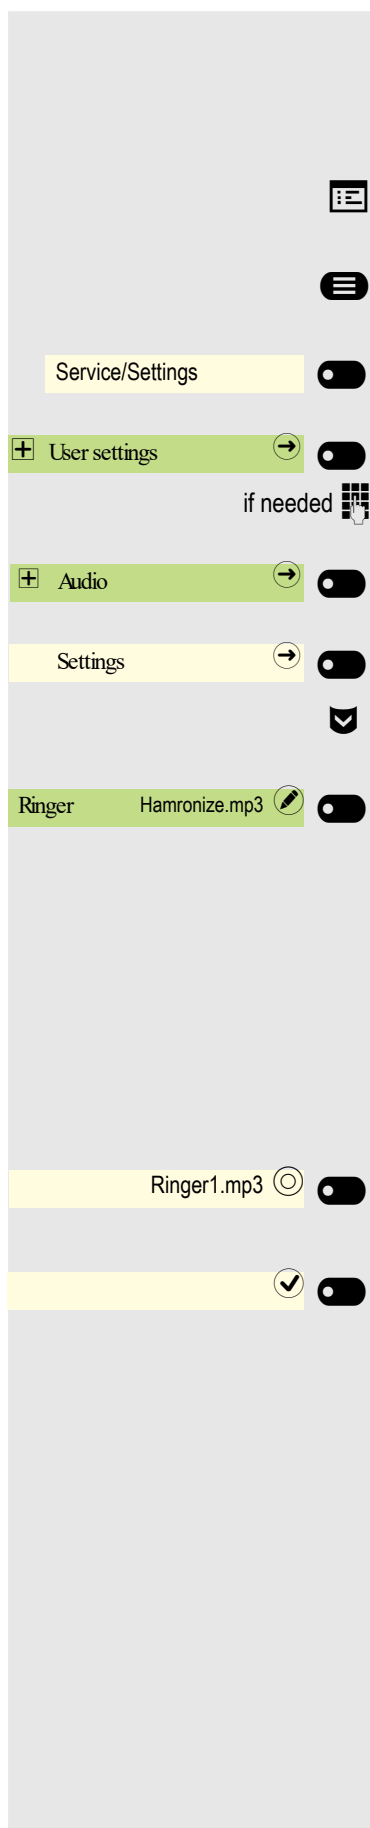 Service/Settings
User settings
if needed
Audio
Settings
Ringer Hamronize.mp3
Ringer1.mp3